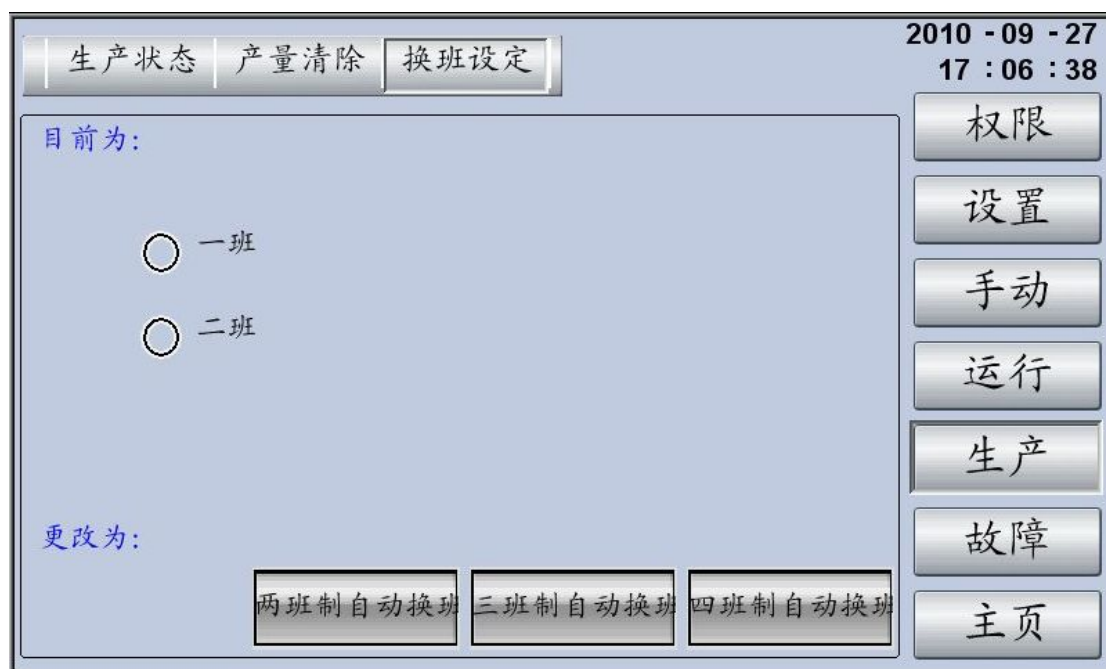 生产状态 产量清除 换班设定
2010 - 09 - 27
17 : 06 : 38
目前为:
一班
二班
更改为:
两班制自动换班 三班制自动换班 四班制自动换班
权限
设置
手动
运行
生产
故障
主页